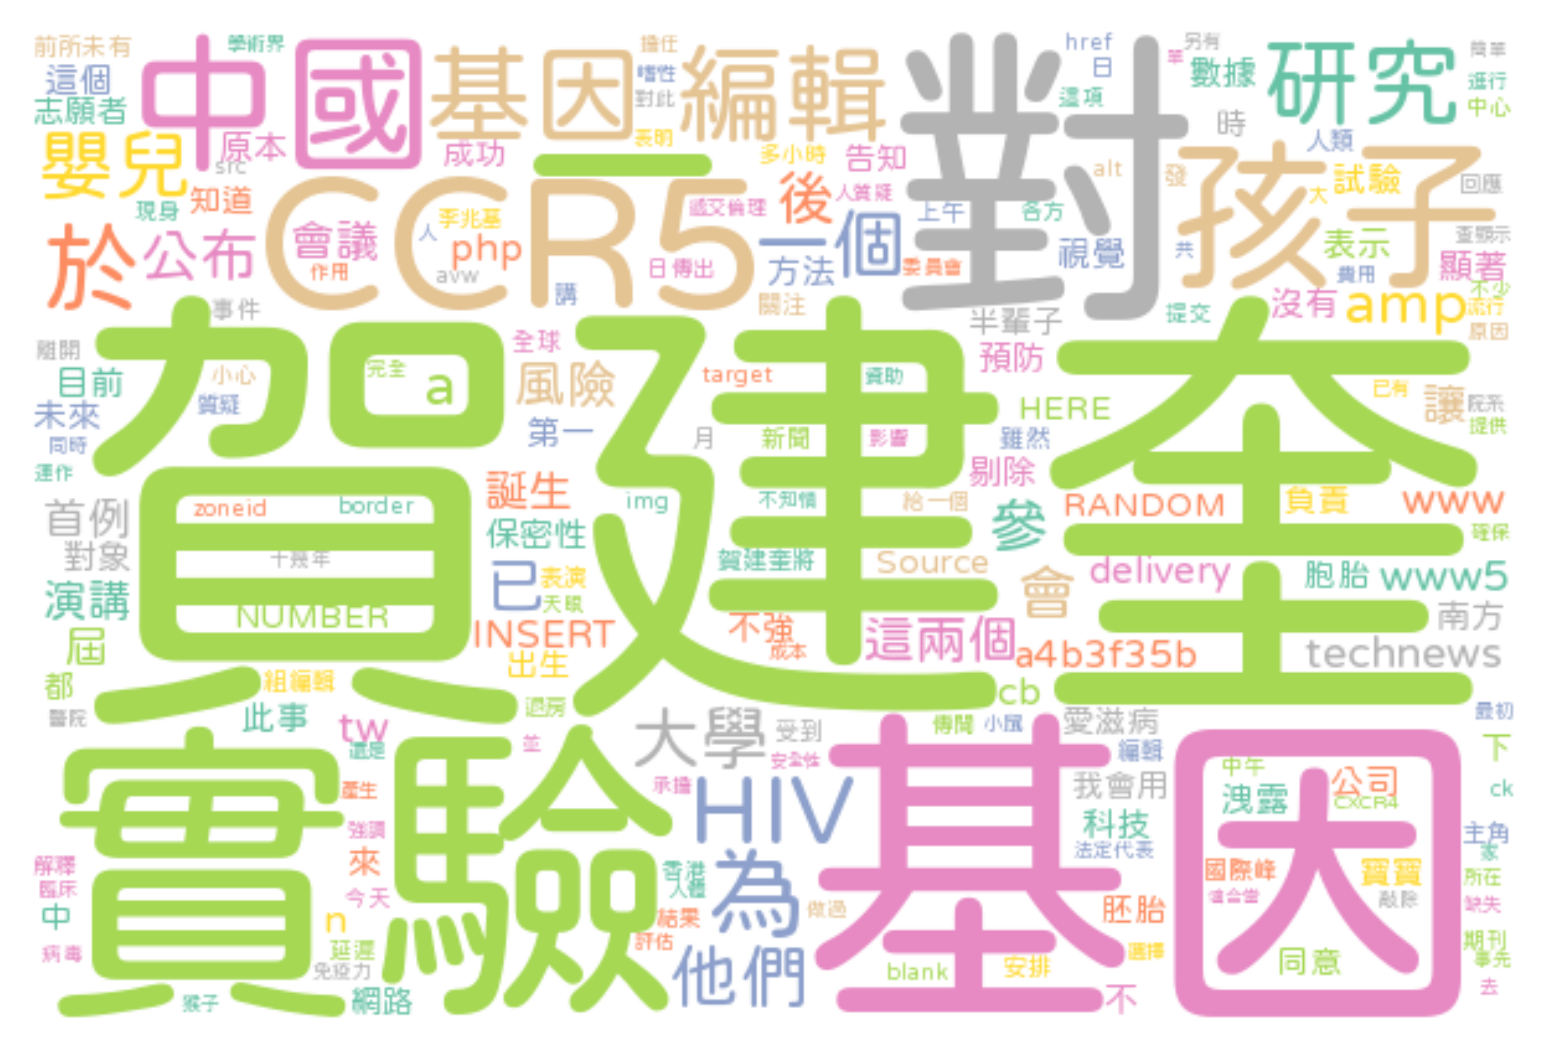 前所未有 學術界 擔任 href 另有 簡單
這個 中國 基因編輯 嗜性 對 日 單 數據 研究 進行
志願者 對此 這項 中心
嬰兒 原本 成功 一 表明 多小時 告知 時 人類
src alt 發 孩子 試驗 回應
現身 知道 CCR5 遞交倫理 後 人質疑 大
於 公布 會議 人 李兆基 一個 上午 各方 表示 查顯示
作用 php avw 日傳出 方法 委員會 視覺 共 費用 顯著
講 不少
事件 關注 半輩子 提交 沒有 amp 流行
離開 賀建奎 全球 預防 原因
目前 小心 完全 a 風險 target 資助 HERE 已有 讓 院系
未來 質疑 第一 月 新聞 影響 雖然 提供
同時 剔除
運作 zoneid border 誕生 img 不知情 給一個 參 RANDOM 負責 www
首例 保密性 確保
對象 十幾年 已 表演 賀建奎將 Source 會 delivery 胞胎 www5
演講 NUMBER 天眼 不強 南方
屆 INSERT 出生 成本 這兩個 a4b3f35b technews
都 組編輯 cb
醫院 此事 tw 退房 大學 受到 傳聞 小鼠 愛滋病 最初
還是 並 安全性 編輯 中午 下
實驗 產生 承擔 HIV 基因 我會用 洩露 公司 CXCR4 ck
強調 科技 主角
解釋 來 香港 為 法定代表 國際峰 寶寶 家
臨床 人體 所在
中 今天 n 結果 做過 胚胎 敲除 缺失
病毒 延遲 評估 選擇 期刊
免疫力 他們 blank 安排 同意 事先
猴子 網路 不 去